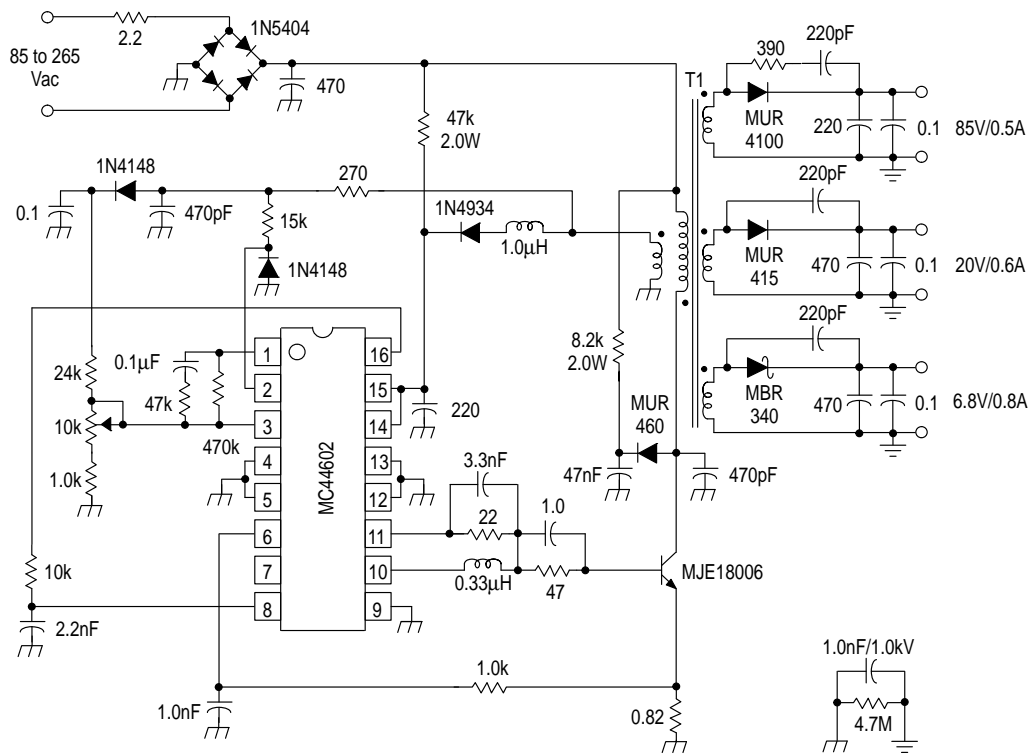 85 to 265
Vac
2.2
1N5404
470
47k
2.0W
T1
390
220pF
MUR
4100
220
0.1
85V/0.5A
1N4148
0.1
470pF
270
15k
1N4148
1N4934
1.0µH
220pF
MUR
415
470
0.1
20V/0.6A
8.2k
2.0W
220pF
MBR
340
470
0.1
6.8V/0.8A
24k
10k
1.0k
0.1µF
47k
470k
MC44602
1
2
3
4
5
6
7
8
16
15
14
13
12
11
10
9
220
MUR
460
47nF
470pF
3.3nF
22
1.0
0.33µH
47
MJE18006
10k
2.2nF
1.0k
1.0nF
0.82
1.0nF/1.0kV
4.7M